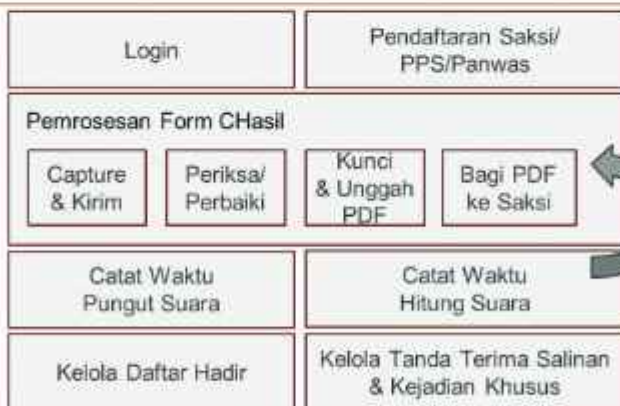 Login
Pendaftaran Saksi/
PPS/Panwas
Pemrosesan Form CHasil
Capture
& Kirim
Periksa/
Perbaiki
Kunci
& Unggah
PDF
Bagi PDF
ke Saksi
Catat Waktu
Pungut Suara
Catat Waktu
Hitung Suara
Kelola Daftar Hadir
Kelola Tanda Terima Salinan
& Kejadian Khusus